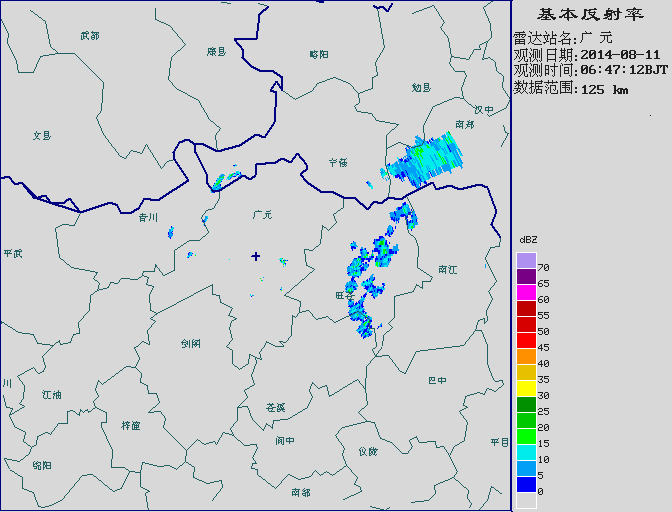 基本反射率
雷达站名:广 元
观测日期:2014-08-11
观测时间:06:47:12BJT
数据范围:125 km
武都
康县
略阳
勉县
汉中
南郑
文县
宁强
青川
广元
平武
南江
旺苍
剑阁
江油
巴中
苍溪
梓潼
阆中
仪陇
平昌
绵阳
南部
川
dBZ
70
65
60
55
50
45
40
35
30
25
20
15
10
5
0